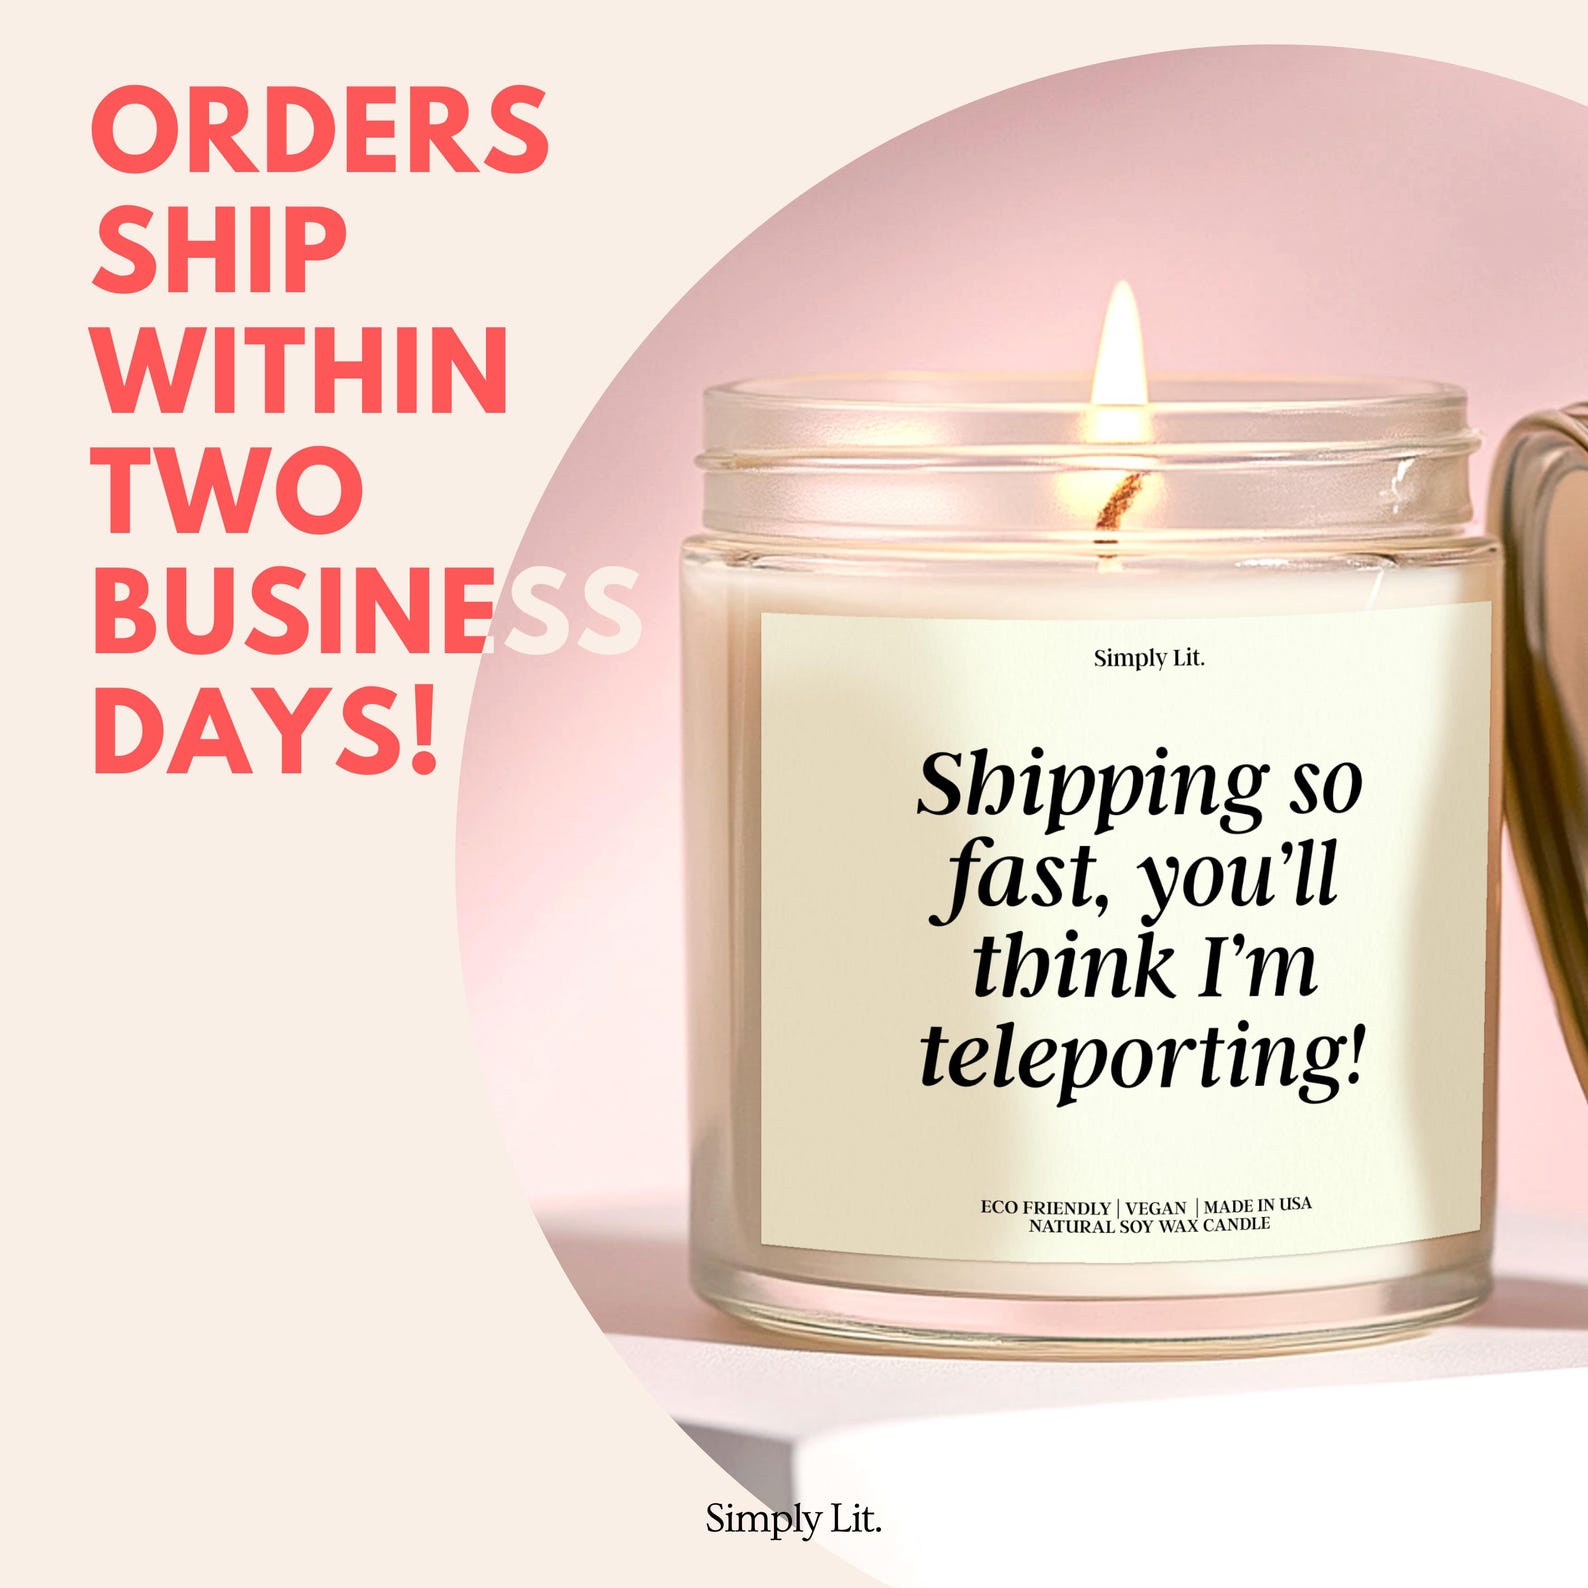 ORDERS
SHIP
WITHIN
TWO
BUSINESS
DAYS!
Simply Lit.
Shipping so
fast, you'll
think I'm
teleporting!
ECO FRIENDLY | VEGAN | MADE IN USA
NATURAL SOY WAX CANDLE
Simply Lit.